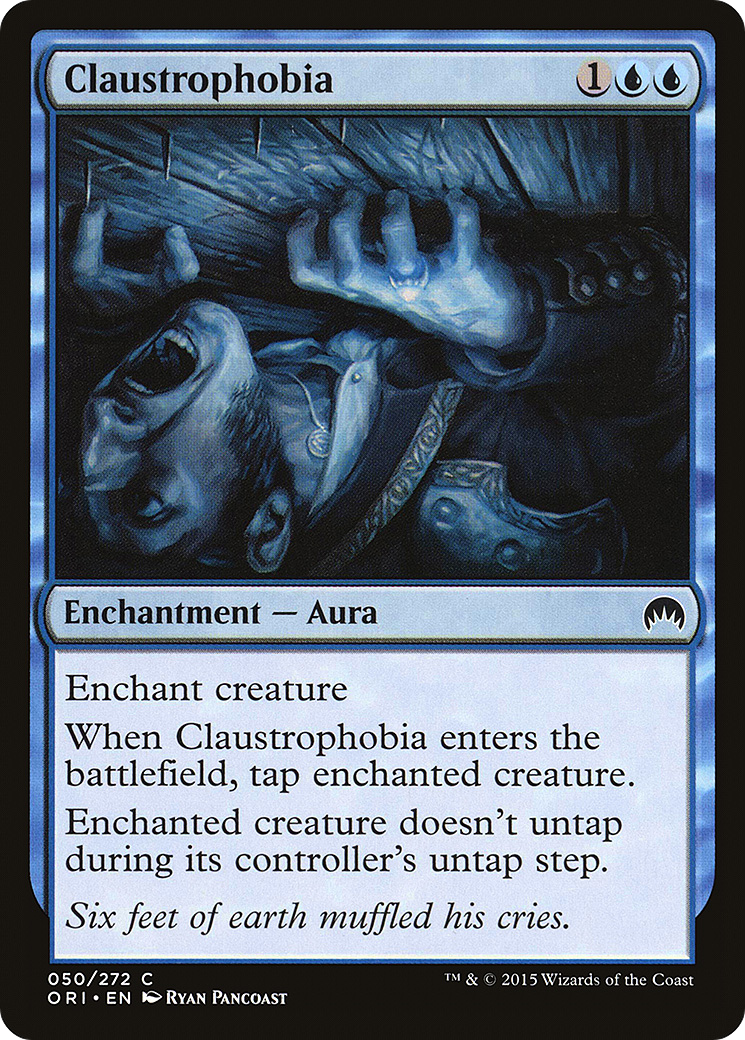 Claustrophobia 1
Enchantment — Aura
Enchant creature
When Claustrophobia enters the
battlefield, tap enchanted creature.
Enchanted creature doesn't untap
during its controller's untap step.
Six feet of earth muffled his cries.
050/272 C
ORI • EN Ryan Pancoast
™ & © 2015 Wizards of the Coast